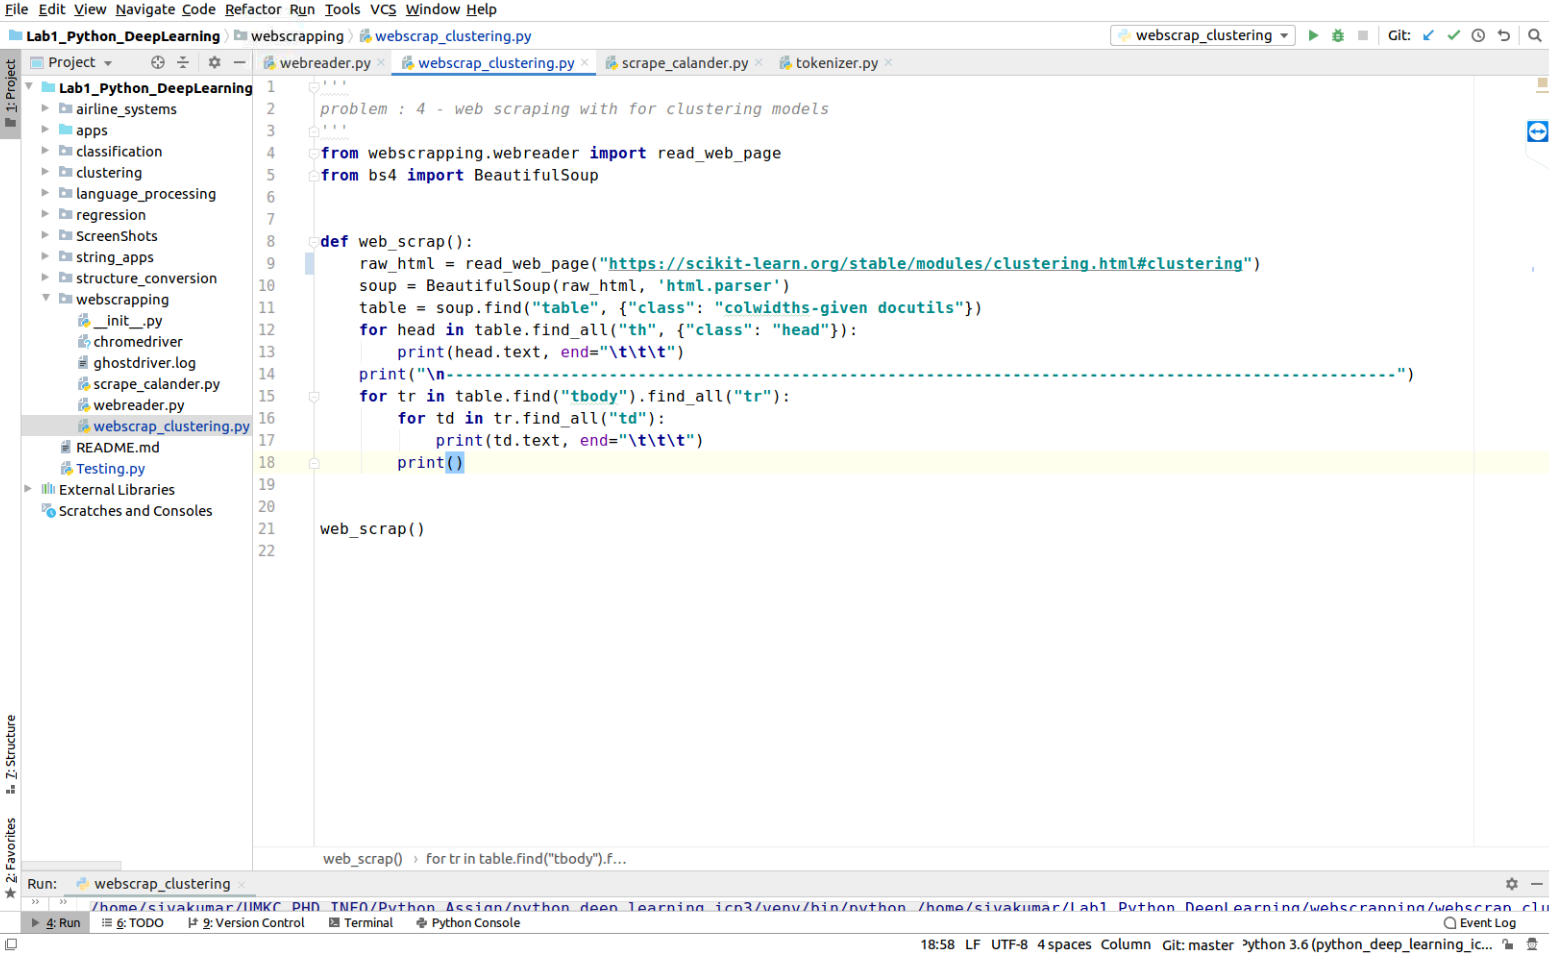 File Edit View Navigate Code Refactor Run Tools VCS Window Help
Lab1_Python_DeepLearning webscrapping webscrap_clustering.py webscrap_clustering Git:
Project webreader.py webscrap_clustering.py scrape_calander.py tokenizer.py
1: Project
Lab1_Python_DeepLearning
airline_systems
apps
classification
clustering
language_processing
regression
ScreenShots
string_apps
structure_conversion
webscrapping
__init__.py
chromedriver
ghostdriver.log
scrape_calander.py
webreader.py
webscrap_clustering.py
README.md
Testing.py
External Libraries
Scratches and Consoles
7: Structure
2: Favorites
1 '''
2 problem : 4 - web scraping with for clustering models
3 '''
4 from webscrapping.webreader import read_web_page
5 from bs4 import BeautifulSoup
6
7
8 def web_scrap():
9 raw_html = read_web_page("https://scikit-learn.org/stable/modules/clustering.html#clustering")
10 soup = BeautifulSoup(raw_html, 'html.parser')
11 table = soup.find("table", {"class": "colwidths-given docutils"})
12 for head in table.find_all("th", {"class": "head"}):
13 print(head.text, end="\t\t\t")
14 print("\n---------------------------------------------------------------------------------------------------")
15 for tr in table.find("tbody").find_all("tr"):
16 for td in tr.find_all("td"):
17 print(td.text, end="\t\t\t")
18 print()
19
20
21 web_scrap()
22
web_scrap() › for tr in table.find("tbody").f...
Run: webscrap_clustering
/home/sivakumar/UMKC_PHD_INFO/Python_Assign/python_deep_learning_icp3/venv/bin/python /home/sivakumar/Lab1_Python_DeepLearning/webscrapping/webscrap_clu
4: Run 6: TODO 9: Version Control Terminal Python Console Event Log
18:58 LF UTF-8 4 spaces Column Git: master Python 3.6 (python_deep_learning_ic...